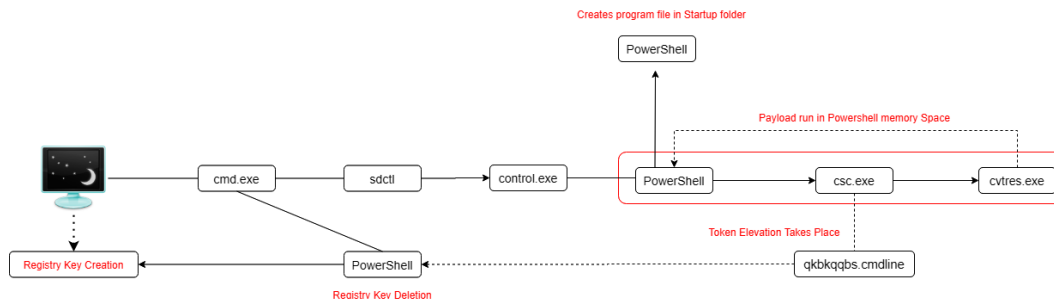 Creates program file in Startup folder
PowerShell
Payload run in Powershell memory Space
cmd.exe
sdctl
control.exe
PowerShell
csc.exe
cvtres.exe
Token Elevation Takes Place
Registry Key Creation
PowerShell
qkbkqqbs.cmdline
Registry Key Deletion